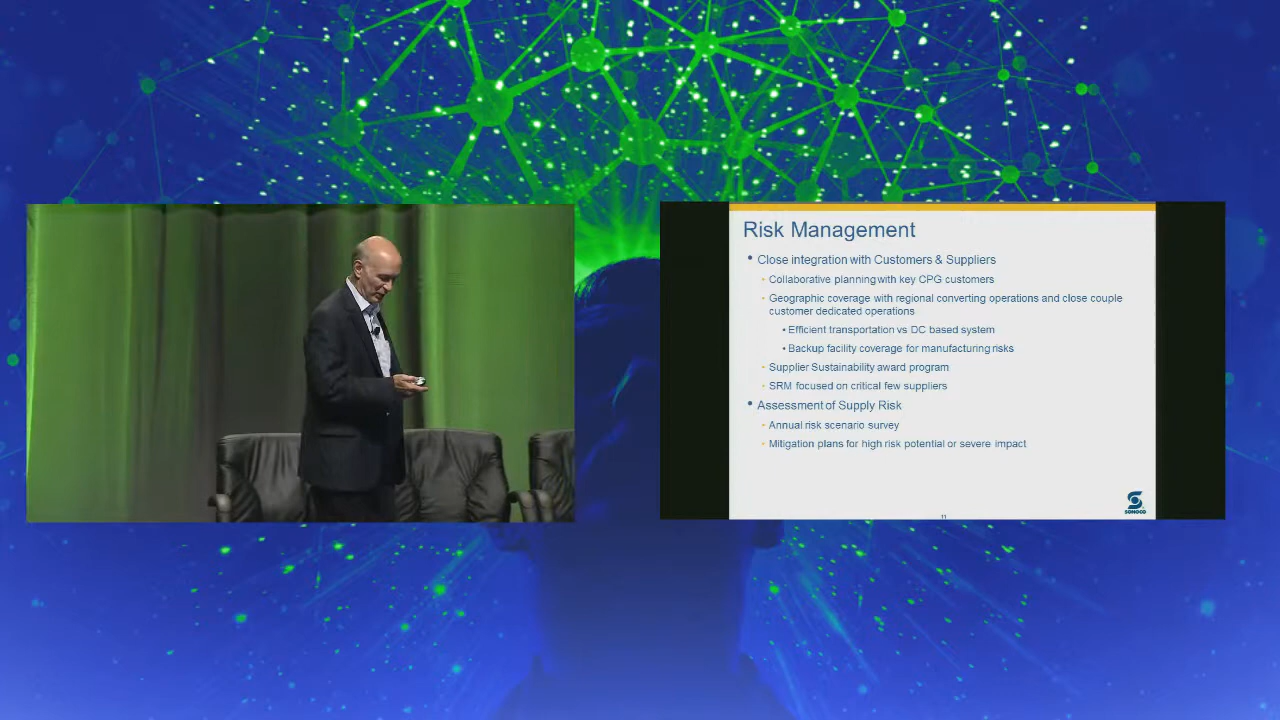 Risk Management
• Close integration with Customers & Suppliers
- Collaborative planning with key CPG customers
- Geographic coverage with regional converting operations and close couple
customer dedicated operations
• Efficient transportation vs DC based system
• Backup facility coverage for manufacturing risks
- Supplier Sustainability award program
- SRM focused on critical few suppliers
• Assessment of Supply Risk
- Annual risk scenario survey
- Mitigation plans for high risk potential or severe impact
SONOCO
11